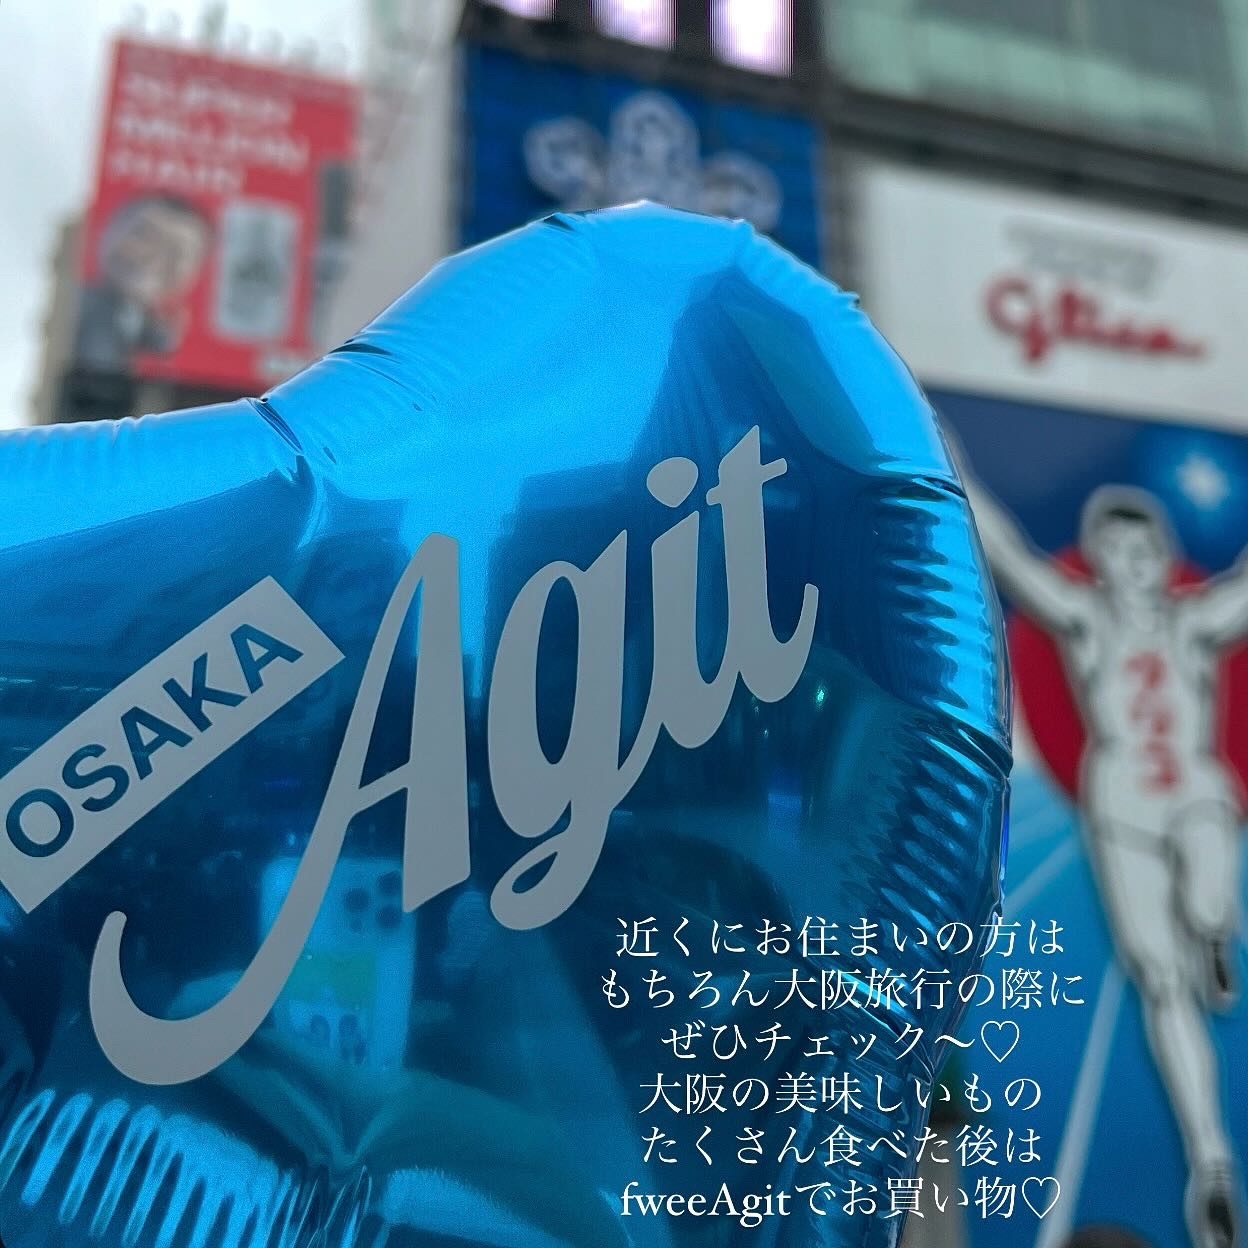 SUPER
MILLION
HAIR
Glico
OSAKA
Agit
近くにお住まいの方は
もちろん大阪旅行の際に
ぜひチェック〜♡
大阪の美味しいもの
たくさん食べた後は
fweeAgitでお買い物♡